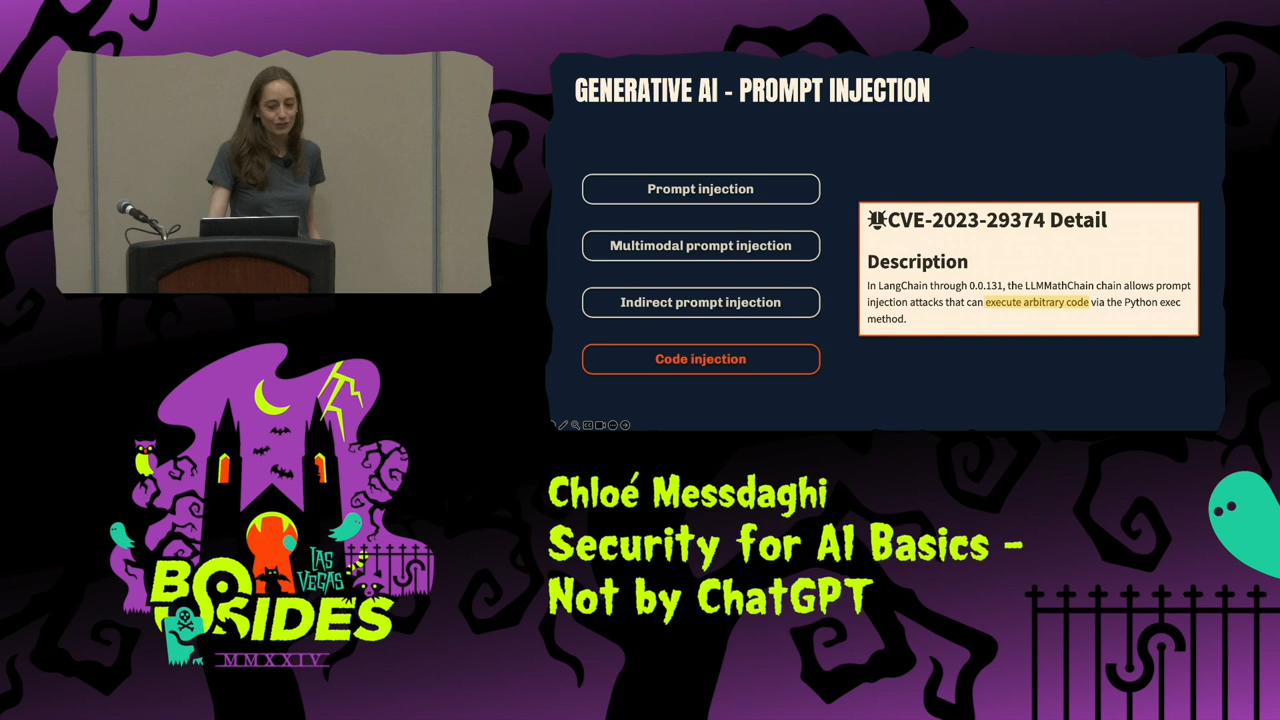 GENERATIVE AI - PROMPT INJECTION
Prompt injection
Multimodal prompt injection
Indirect prompt injection
Code injection
CVE-2023-29374 Detail
Description
In LangChain through 0.0.131, the LLMMathChain chain allows prompt
injection attacks that can execute arbitrary code via the Python exec
method.
LAS
VEGAS
BSIDES
MMXXIV
Chloé Messdaghi
Security for AI Basics -
Not by ChatGPT